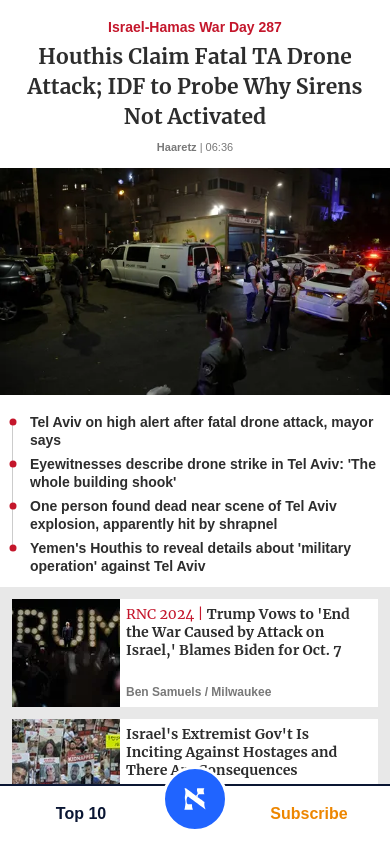 Israel-Hamas War Day 287
Houthis Claim Fatal TA Drone
Attack; IDF to Probe Why Sirens
Not Activated
Haaretz | 06:36
Tel Aviv on high alert after fatal drone attack, mayor
says
Eyewitnesses describe drone strike in Tel Aviv: 'The
whole building shook'
One person found dead near scene of Tel Aviv
explosion, apparently hit by shrapnel
Yemen's Houthis to reveal details about 'military
operation' against Tel Aviv
RUM
RNC 2024 | Trump Vows to 'End
the War Caused by Attack on
Israel,' Blames Biden for Oct. 7
Ben Samuels / Milwaukee
KIDNAPPED
Israel's Extremist Gov't Is
Inciting Against Hostages and
There Are Consequences
Top 10
Subscribe